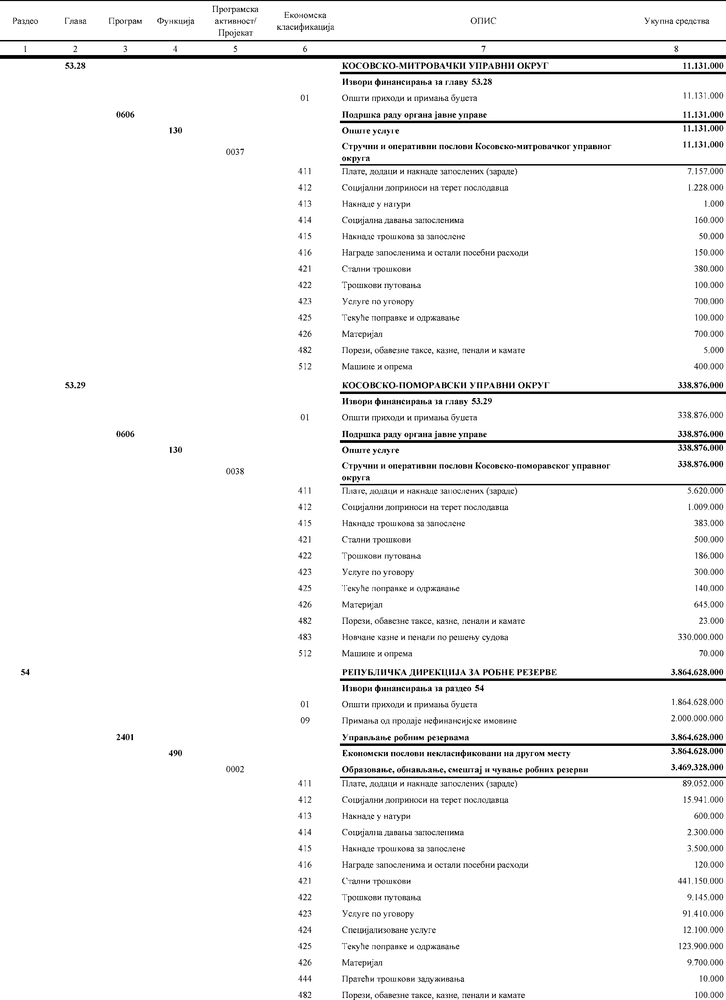 Раздео Глава Програм Функција Програмска активност/ Пројекат Економска класификација ОПИС Укупна средства
1 2 3 4 5 6 7 8
53.28 КОСОВСКО-МИТРОВАЧКИ УПРАВНИ ОКРУГ 11.131.000
Извори финансирања за главу 53.28
01 Општи приходи и примања буџета 11.131.000
0606 Подршка раду органа јавне управе 11.131.000
130 Опште услуге 11.131.000
0037 Стручни и оперативни послови Косовско-митровачког управног 11.131.000
округа
411 Плате, додаци и накнаде запослених (зараде) 7.157.000
412 Социјални доприноси на терет послодавца 1.228.000
413 Накнаде у натури 1.000
414 Социјална давања запосленима 160.000
415 Накнаде трошкова за запослене 50.000
416 Награде запосленима и остали посебни расходи 150.000
421 Стални трошкови 380.000
422 Трошкови путовања 100.000
423 Услуге по уговору 700.000
425 Текуће поправке и одржавање 100.000
426 Материјал 700.000
482 Порези, обавезне таксе, казне, пенали и камате 5.000
512 Машине и опрема 400.000
53.29 КОСОВСКО-ПОМОРАВСКИ УПРАВНИ ОКРУГ 338.876.000
Извори финансирања за главу 53.29
01 Општи приходи и примања буџета 338.876.000
0606 Подршка раду органа јавне управе 338.876.000
130 Опште услуге 338.876.000
0038 Стручни и оперативни послови Косовско-поморавског управног 338.876.000
округа
411 Плате, додаци и накнаде запослених (зараде) 5.620.000
412 Социјални доприноси на терет послодавца 1.009.000
415 Накнаде трошкова за запослене 383.000
421 Стални трошкови 500.000
422 Трошкови путовања 186.000
423 Услуге по уговору 300.000
425 Текуће поправке и одржавање 140.000
426 Материјал 645.000
482 Порези, обавезне таксе, казне, пенали и камате 23.000
483 Новчане казне и пенали по решењу судова 330.000.000
512 Машине и опрема 70.000
54 РЕПУБЛИЧКА ДИРЕКЦИЈА ЗА РОБНЕ РЕЗЕРВЕ 3.864.628.000
Извори финансирања за раздео 54
01 Општи приходи и примања буџета 1.864.628.000
09 Примања од продаје нефинансијске имовине 2.000.000.000
2401 Управљање робним резервама 3.864.628.000
490 Економски послови некласификовани на другом месту 3.864.628.000
0002 Образовање, обнављање, смештај и чување робних резерви 3.469.328.000
411 Плате, додаци и накнаде запослених (зараде) 89.052.000
412 Социјални доприноси на терет послодавца 15.941.000
413 Накнаде у натури 600.000
414 Социјална давања запосленима 2.300.000
415 Накнаде трошкова за запослене 3.500.000
416 Награде запосленима и остали посебни расходи 120.000
421 Стални трошкови 441.150.000
422 Трошкови путовања 9.145.000
423 Услуге по уговору 91.410.000
424 Специјализоване услуге 12.100.000
425 Текуће поправке и одржавање 123.900.000
426 Материјал 9.700.000
444 Пратећи трошкови задуживања 10.000
482 Порези, обавезне таксе, казне, пенали и камате 100.000